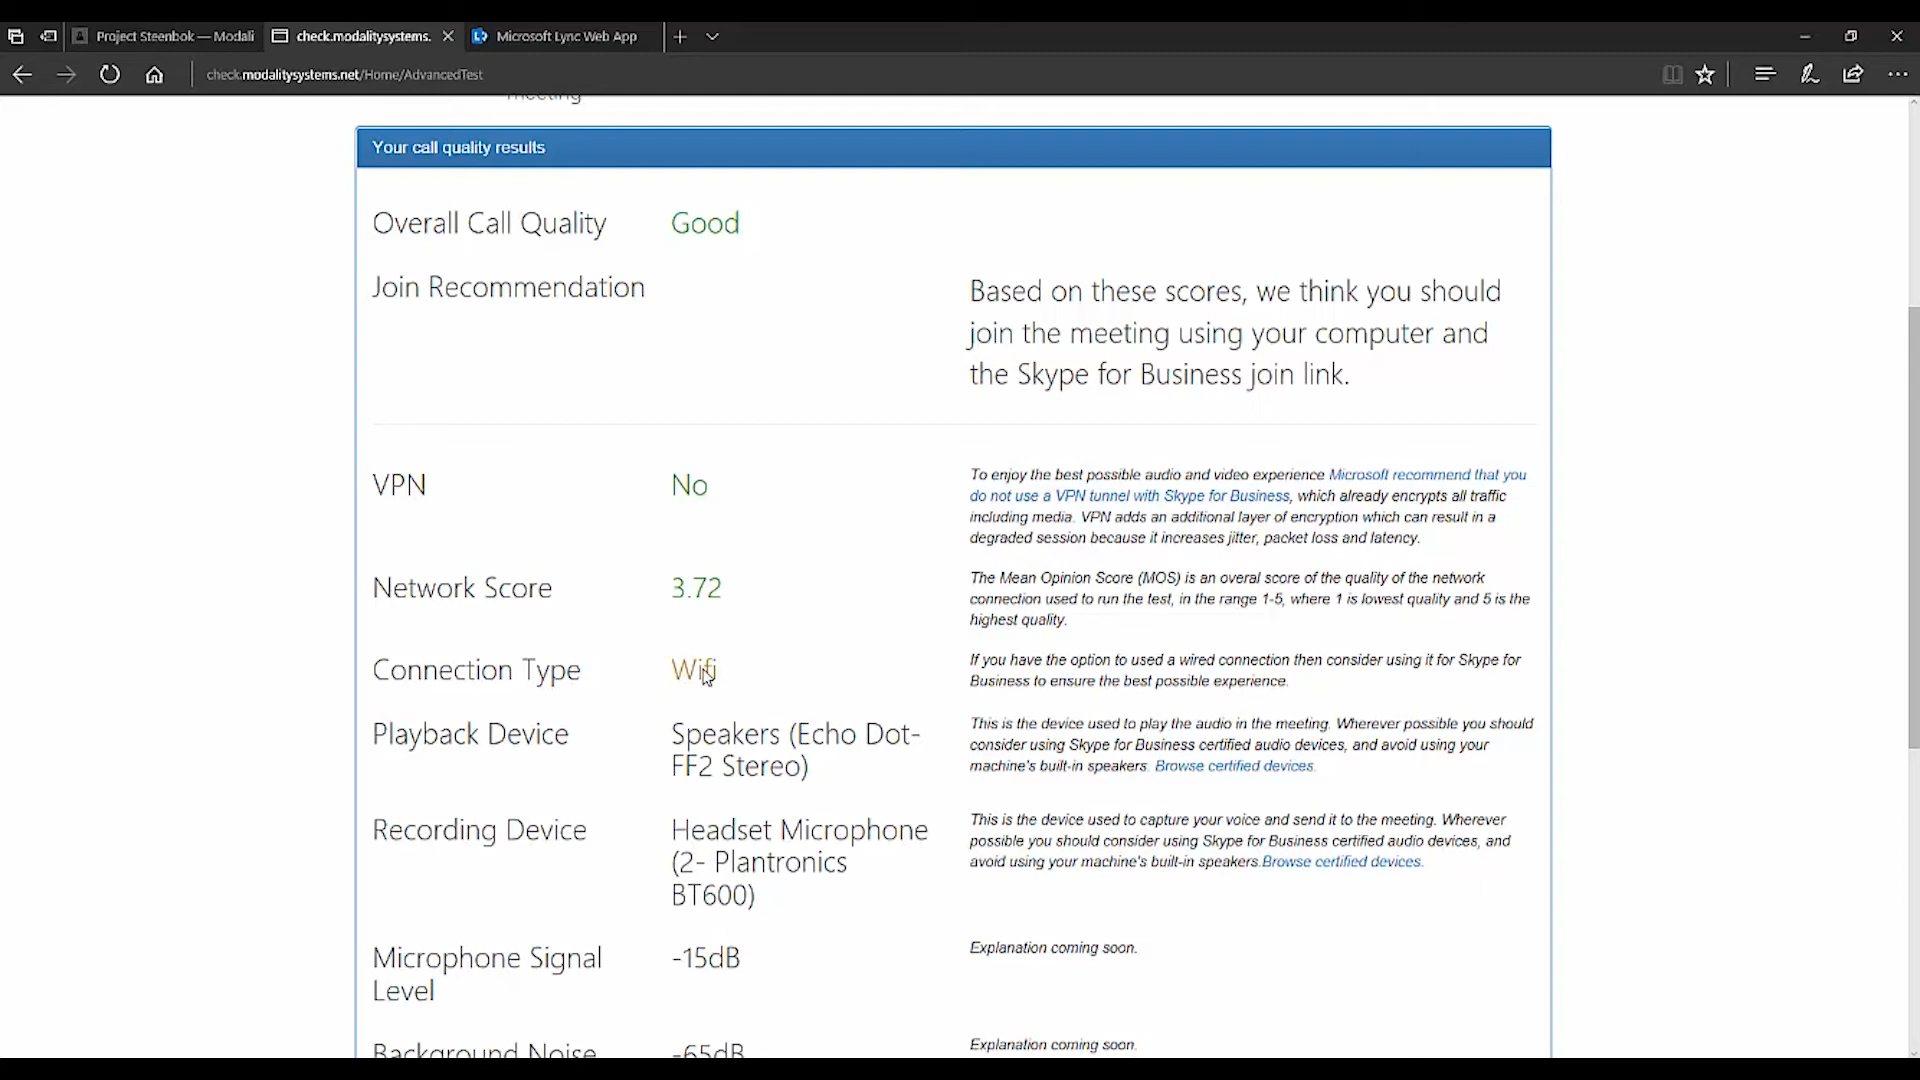 Project Steenbok — Modali
check.modalitysystems.
Microsoft Lync Web App
check.modalitysystems.net/Home/AdvancedTest
meeting
Your call quality results
Overall Call Quality
Good
Join Recommendation
Based on these scores, we think you should
join the meeting using your computer and
the Skype for Business join link.
VPN
No
To enjoy the best possible audio and video experience Microsoft recommend that you
do not use a VPN tunnel with Skype for Business, which already encrypts all traffic
including media. VPN adds an additional layer of encryption which can result in a
degraded session because it increases jitter, packet loss and latency.
Network Score
3.72
The Mean Opinion Score (MOS) is an overal score of the quality of the network
connection used to run the test, in the range 1-5, where 1 is lowest quality and 5 is the
highest quality.
Connection Type
Wifi
If you have the option to used a wired connection then consider using it for Skype for
Business to ensure the best possible experience.
Playback Device
Speakers (Echo Dot-
FF2 Stereo)
This is the device used to play the audio in the meeting. Wherever possible you should
consider using Skype for Business certified audio devices, and avoid using your
machine's built-in speakers. Browse certified devices.
Recording Device
Headset Microphone
(2- Plantronics
BT600)
This is the device used to capture your voice and send it to the meeting. Wherever
possible you should consider using Skype for Business certified audio devices, and
avoid using your machine's built-in speakers.Browse certified devices.
Microphone Signal
Level
-15dB
Explanation coming soon.
Background Noise
-65dB
Explanation coming soon.